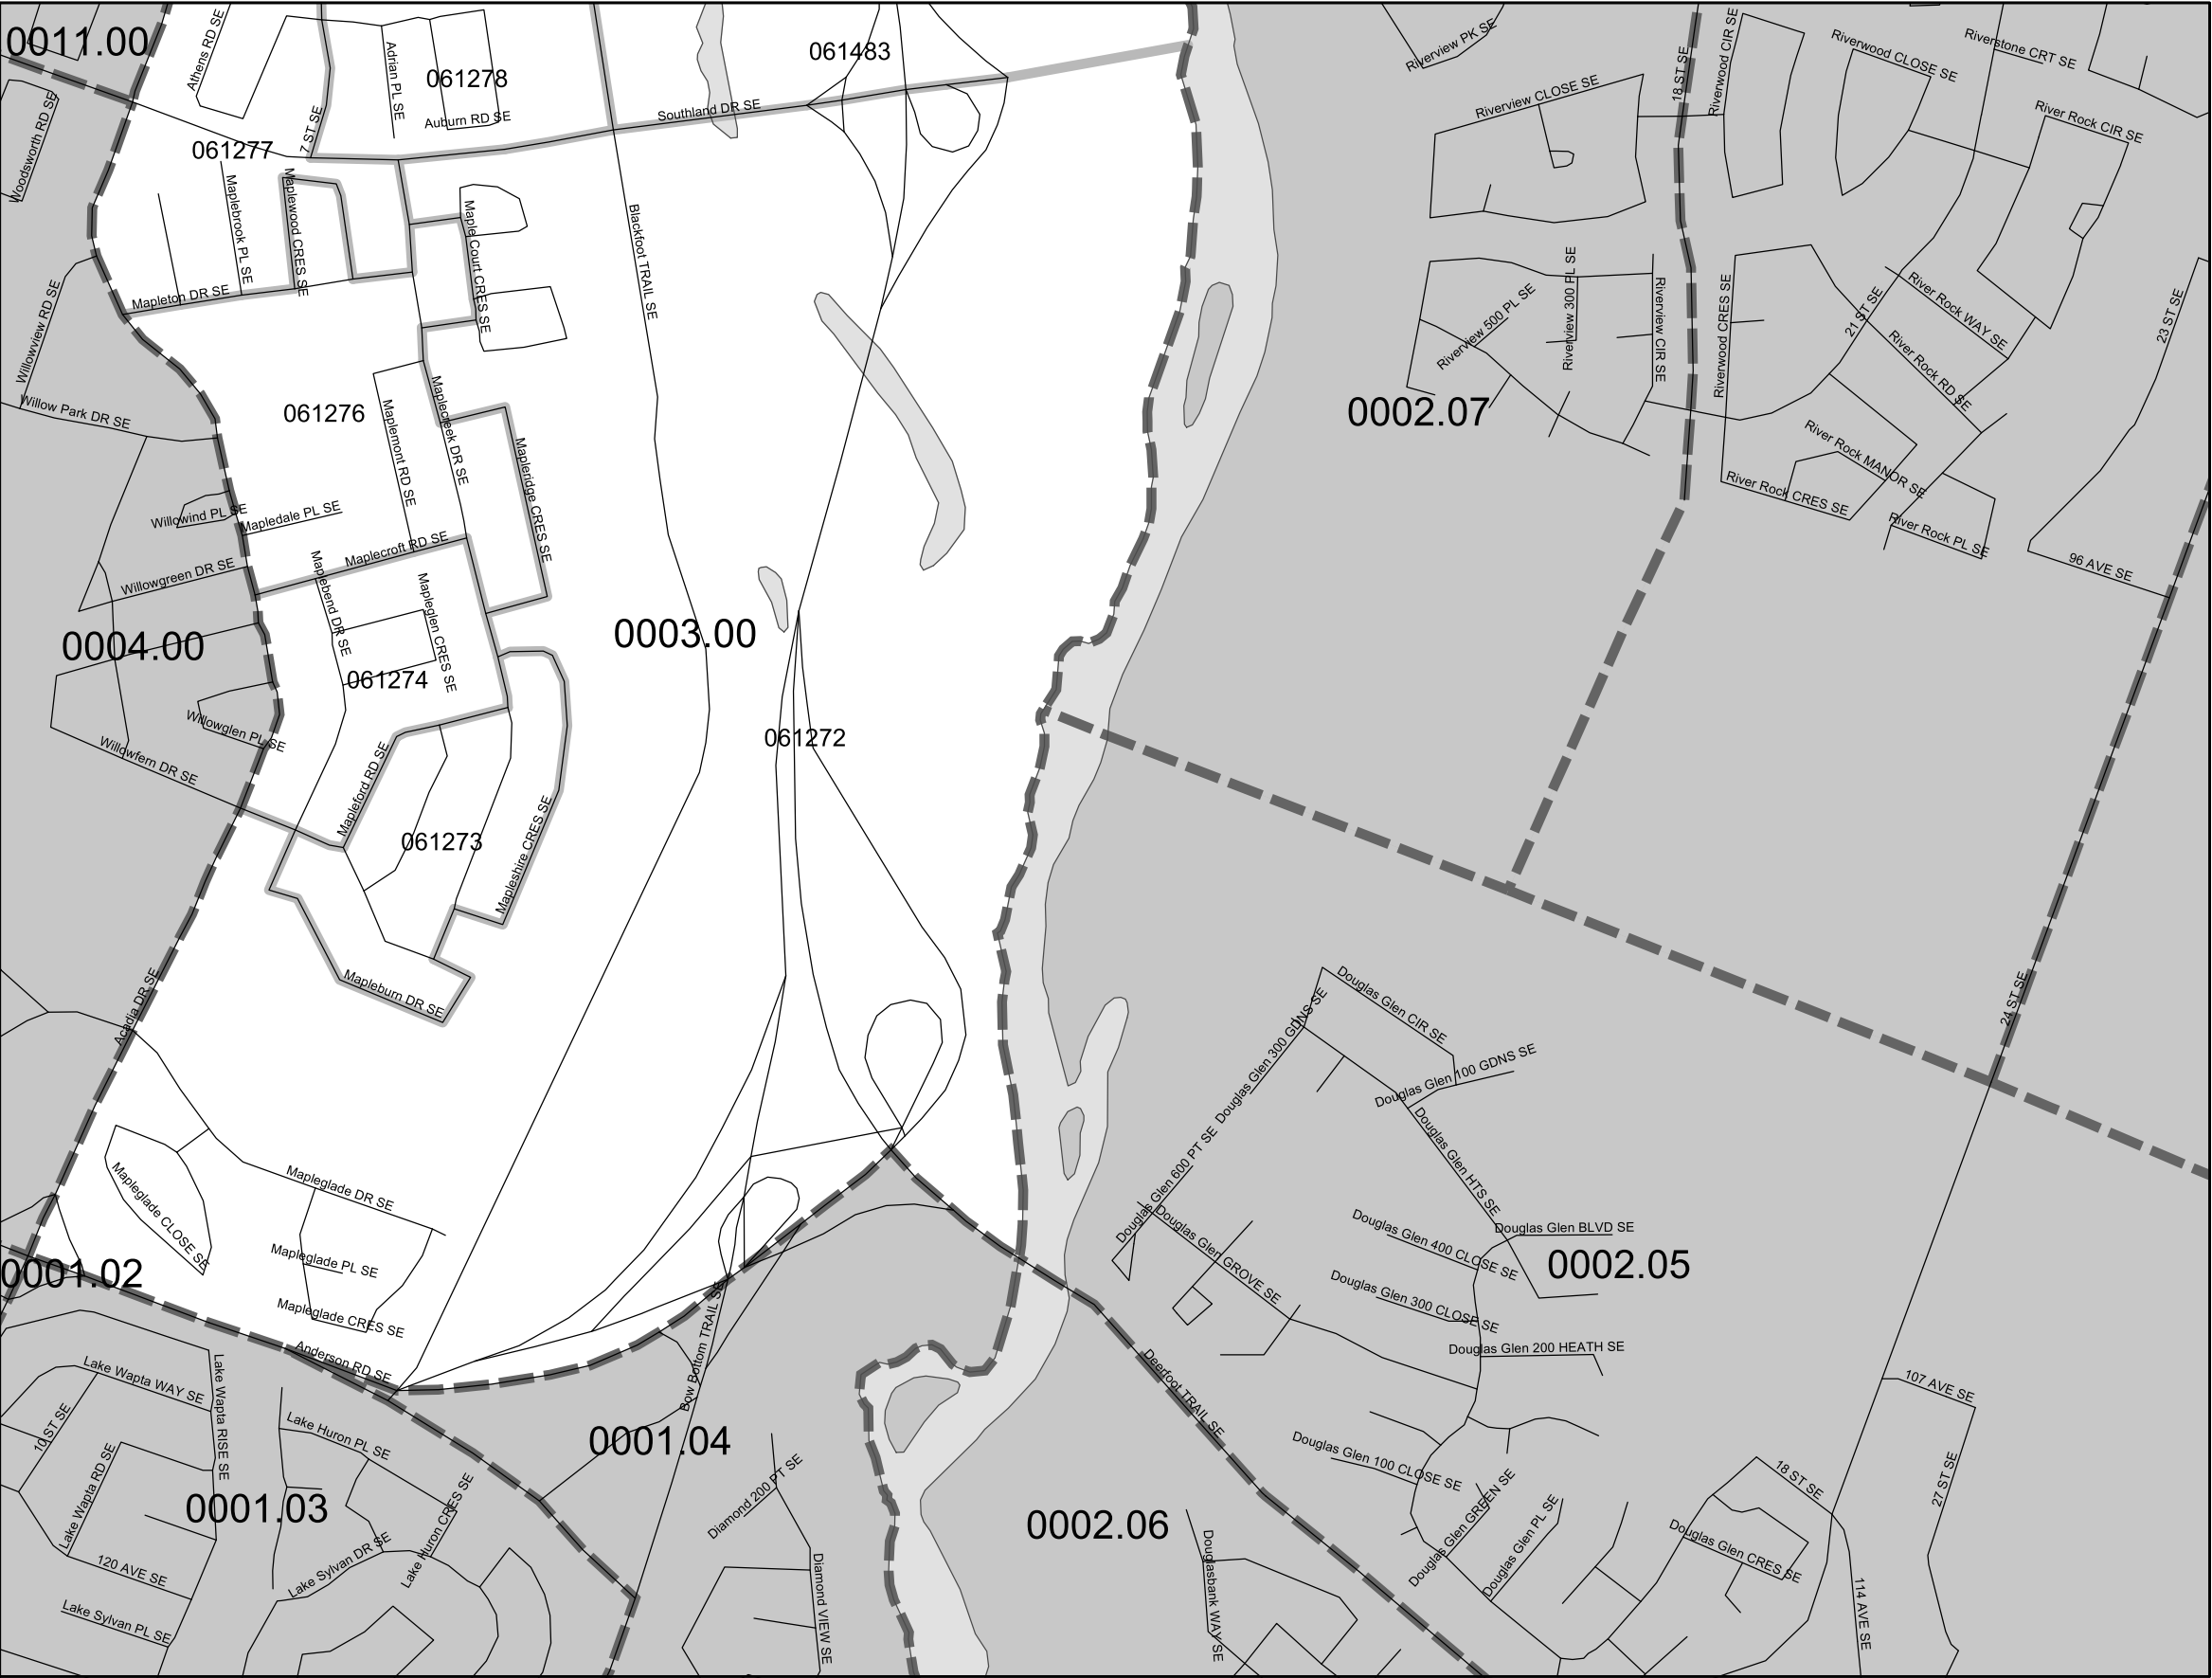 0011.00
Athens RD SE
Adrian PL SE
061278
Auburn RD SE
7 ST SE
061483
Southland DR SE
Riverview PK SE
18 ST SE
Riverwood CIR SE
Riverwood CLOSE SE
Riverstone CRT SE
Riverview CLOSE SE
River Rock CIR SE
Woodsworth RD SE
061277
Maplebrook PL SE
Maplewood CRES SE
Maple Court CRES SE
Blackfoot TRAIL SE
Mapleton DR SE
Willowview RD SE
Riverview 500 PL SE
Riverview 300 PL SE
Riverview CIR SE
Riverwood CRES SE
21 ST SE
River Rock WAY SE
River Rock RD SE
23 ST SE
Willow Park DR SE
061276
Maplemont RD SE
Maplecreek DR SE
Mapleridge CRES SE
0002.07
River Rock MANOR SE
River Rock CRES SE
River Rock PL SE
96 AVE SE
Willowind PL SE
Mapledale PL SE
Maplecroft RD SE
Willowgreen DR SE
Maplebend DR SE
Mapleglen CRES SE
0004.00
0003.00
061274
Willowglen PL SE
Willowfern DR SE
061272
Mapleford RD SE
061273
Mapleshire CRES SE
Mapleburn DR SE
Acadia DR SE
24 ST SE
Douglas Glen CIR SE
Douglas Glen 300 GDNS SE
Douglas Glen 100 GDNS SE
Douglas Glen 600 PT SE
Douglas Glen HTS SE
Mapleglade DR SE
Mapleglade CLOSE SE
Mapleglade PL SE
Mapleglade CRES SE
Douglas Glen GROVE SE
Douglas Glen 400 CLOSE SE
Douglas Glen BLVD SE
0002.05
0001.02
Douglas Glen 300 CLOSE SE
Douglas Glen 200 HEATH SE
Anderson RD SE
Bow Bottom TRAIL SE
Deerfoot TRAIL SE
Lake Wapta WAY SE
Lake Wapta RISE SE
10 ST SE
Lake Huron PL SE
0001.04
107 AVE SE
Douglas Glen 100 CLOSE SE
Lake Wapta RD SE
0001.03
Lake Huron CRES SE
Diamond 200 PT SE
0002.06
Douglas Glen GREEN SE
Douglas Glen PL SE
18 ST SE
27 ST SE
Douglas Glen CRES SE
120 AVE SE
Lake Sylvan DR SE
Lake Sylvan PL SE
Diamond VIEW SE
Douglasbank WAY SE
114 AVE SE